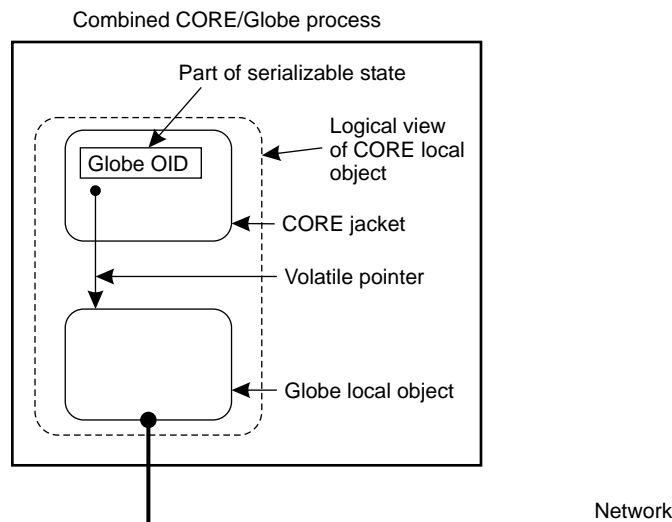 Combined CORE/Globe process
Part of serializable state
Logical view
of CORE local
object
Globe OID
CORE jacket
Volatile pointer
Globe local object
Network